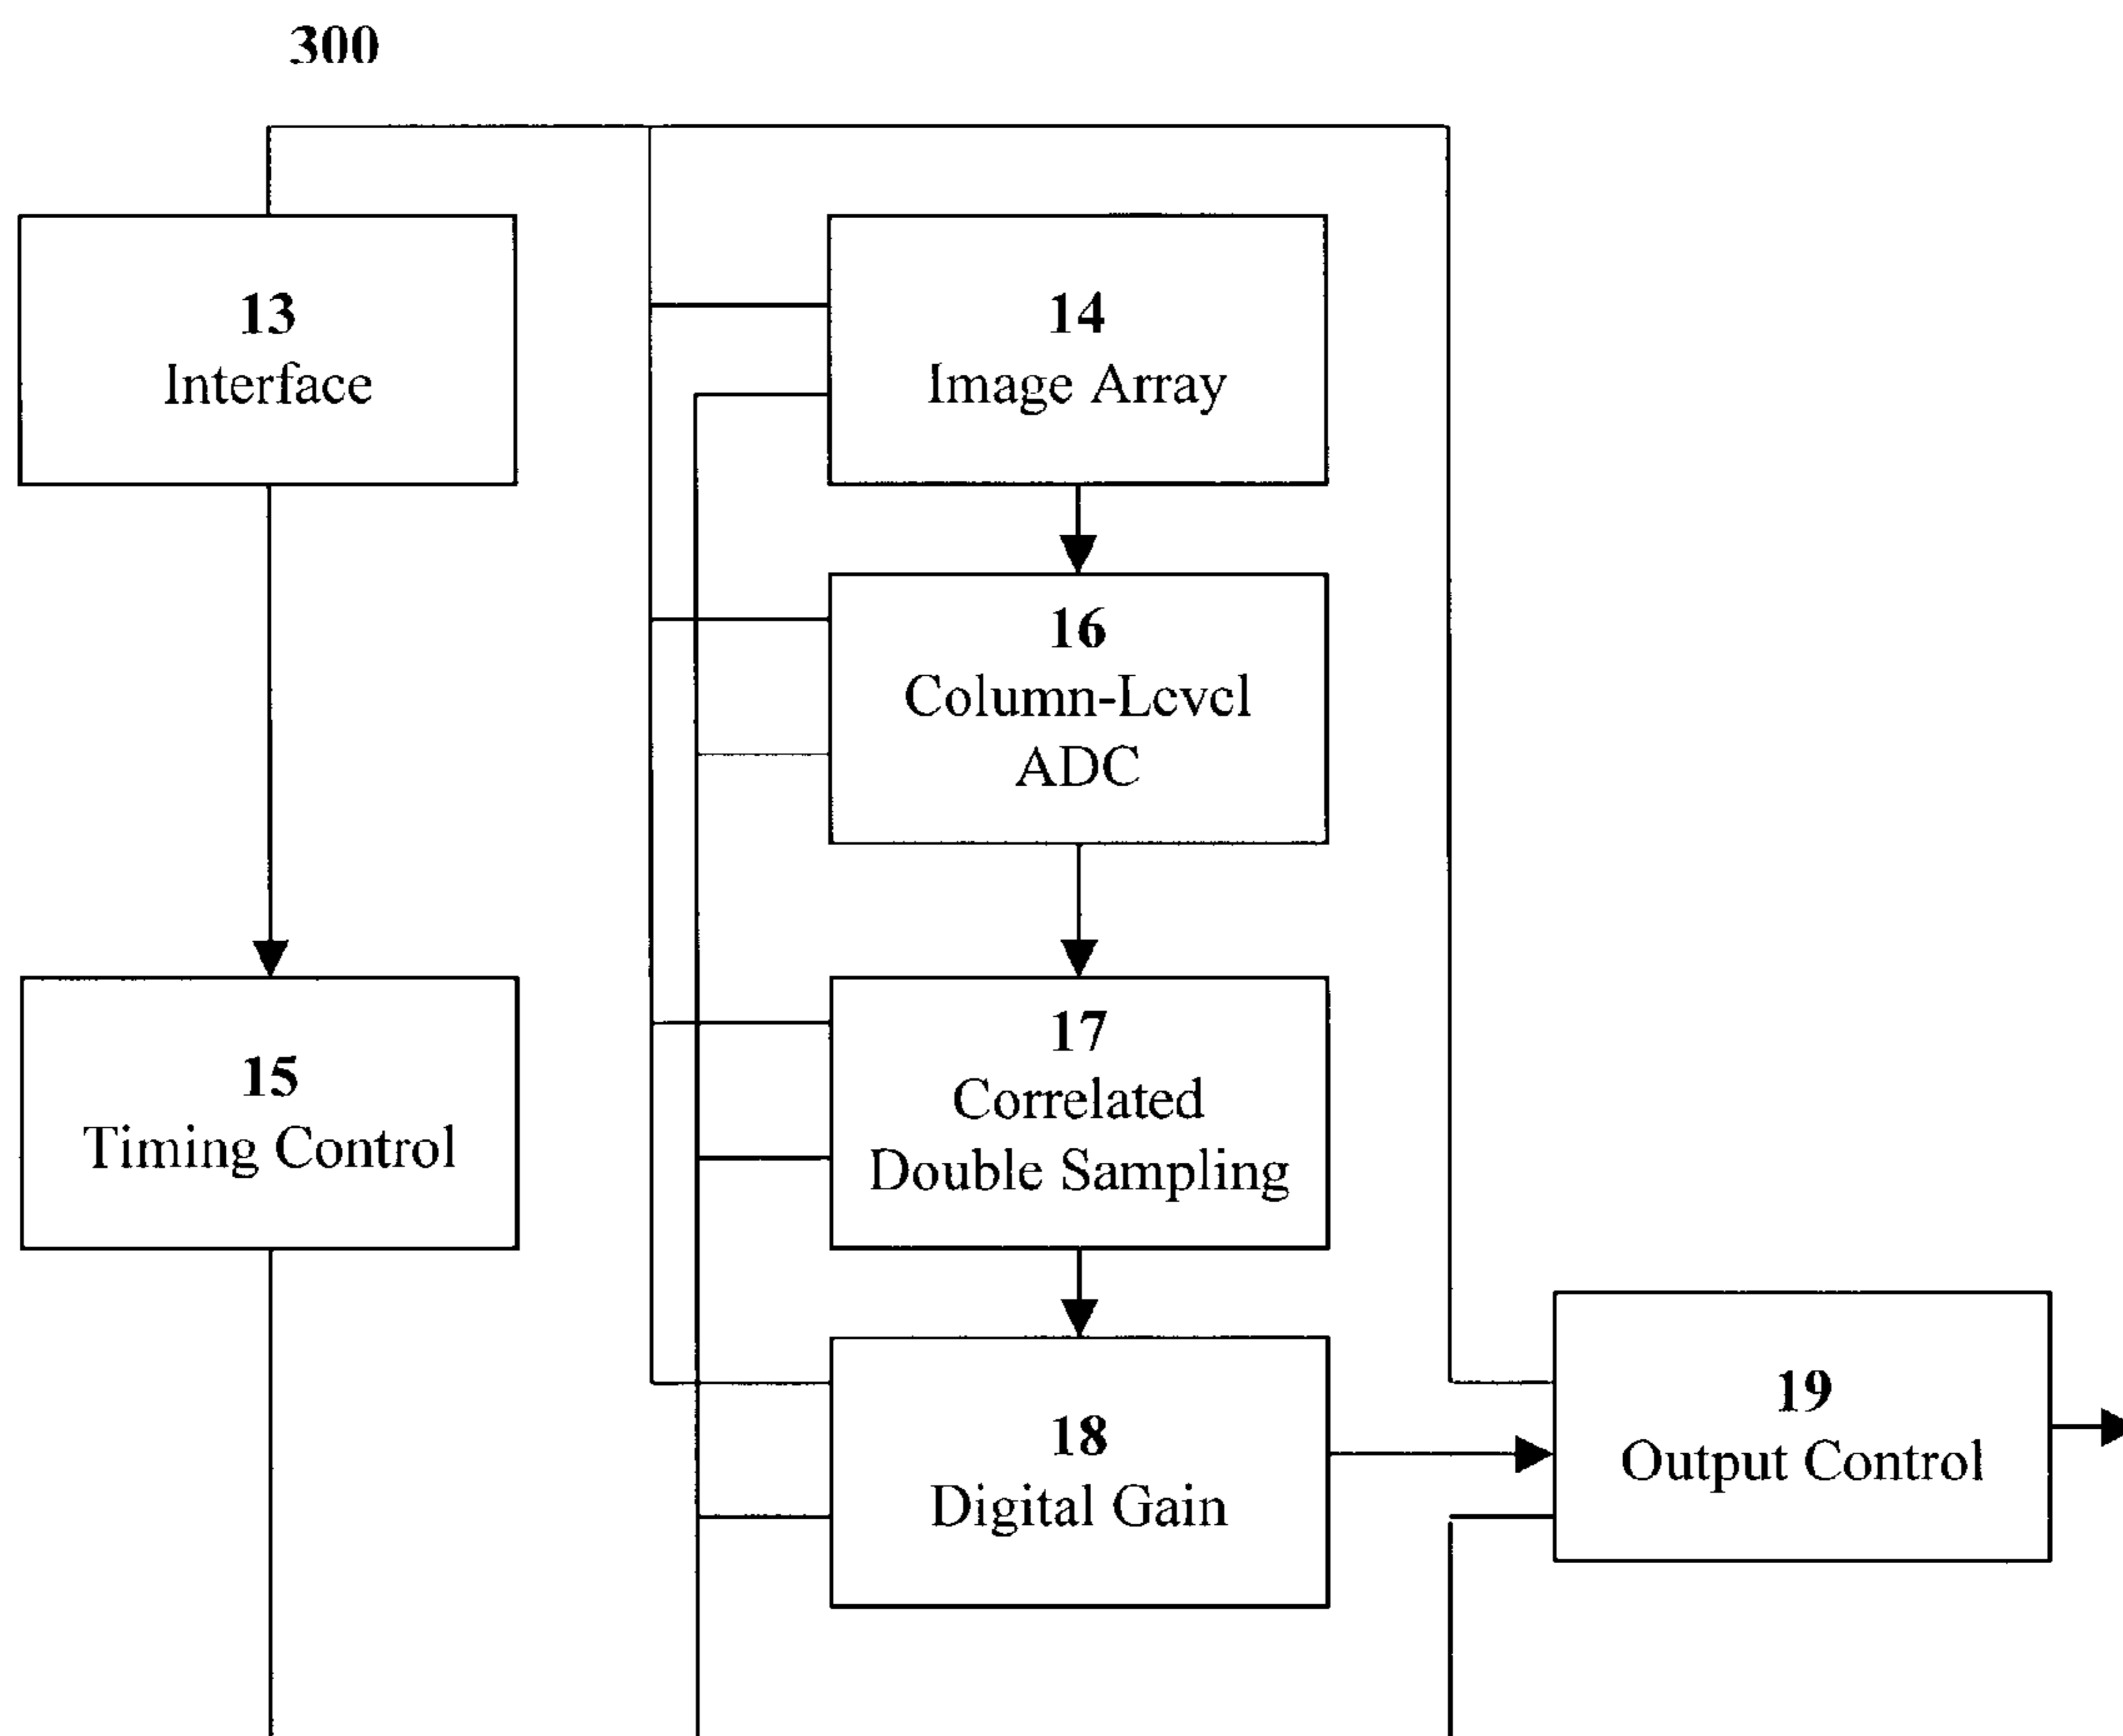 300
13
Interface
14
Image Array
16
Column-Level
ADC
15
Timing Control
17
Correlated
Double Sampling
18
Digital Gain
19
Output Control